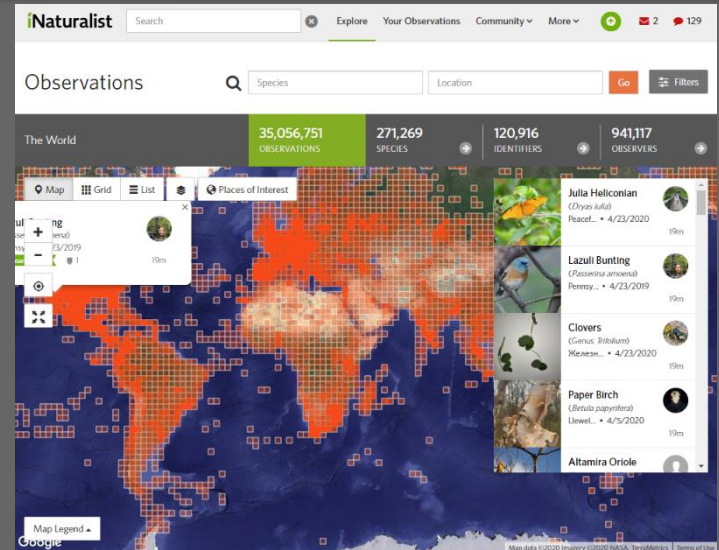 iNaturalist
Search
Explore
Your Observations
Community
More
2
129
Observations
Species
Location
Go
Filters
The World
35,056,751
OBSERVATIONS
271,269
SPECIES
120,916
IDENTIFIERS
941,117
OBSERVERS
Map
Grid
List
Places of Interest
Bunting
/23/2019
1
19m
+
−
Julia Heliconian
(Dryas iulia)
Peacef... • 4/23/2020
19m
Lazuli Bunting
(Passerina amoena)
Pennsy... • 4/23/2019
19m
Clovers
(Genus Trifolium)
Железн... • 4/23/2020
19m
Paper Birch
(Betula papyrifera)
Llewel... • 4/5/2020
19m
Altamira Oriole
Map Legend
Google
Map data ©2020 Imagery ©2020 NASA, TerraMetrics
Terms of Use